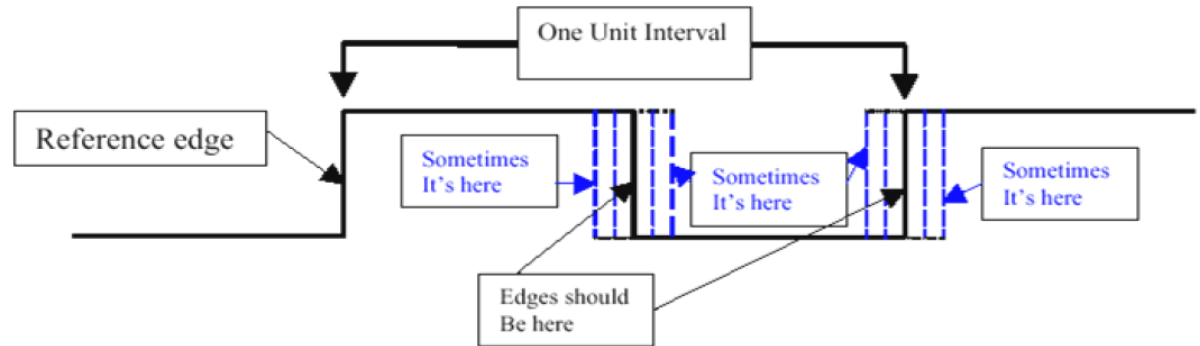 One Unit Interval
Reference edge
Sometimes
It's here
Sometimes
It's here
Sometimes
It's here
Edges should
Be here